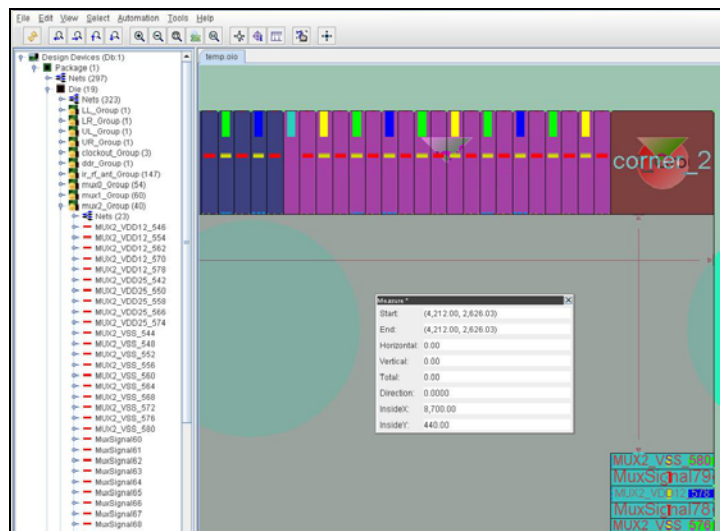 File Edit View Select Automation Tools Help
temp.oio
Design Devices (Db:1)
Package (1)
Nets (297)
Die (19)
Nets (323)
LL_Group (1)
LR_Group (1)
UL_Group (1)
UR_Group (1)
clockout_Group (3)
ddr_Group (1)
ir_rf_ant_Group (147)
mux0_Group (54)
mux1_Group (60)
mux2_Group (40)
Nets (23)
MUX2_VDD12_546
MUX2_VDD12_554
MUX2_VDD12_562
MUX2_VDD12_570
MUX2_VDD12_578
MUX2_VDD25_542
MUX2_VDD25_550
MUX2_VDD25_558
MUX2_VDD25_566
MUX2_VDD25_574
MUX2_VSS_544
MUX2_VSS_548
MUX2_VSS_552
MUX2_VSS_556
MUX2_VSS_560
MUX2_VSS_564
MUX2_VSS_568
MUX2_VSS_572
MUX2_VSS_576
MUX2_VSS_580
MuxSignal60
MuxSignal61
MuxSignal62
MuxSignal63
MuxSignal64
MuxSignal65
MuxSignal66
MuxSignal67
MuxSignal68
corner_2
Measure *
Start: (4,212.00, 2,626.03)
End: (4,212.00, 2,626.03)
Horizontal: 0.00
Vertical: 0.00
Total: 0.00
Direction: 0.0000
InsideX: 8,700.00
InsideY: 440.00
MUX2_VSS_580
MuxSignal79
MUX2_VDD12_578
MuxSignal78
MUX2_VSS_576